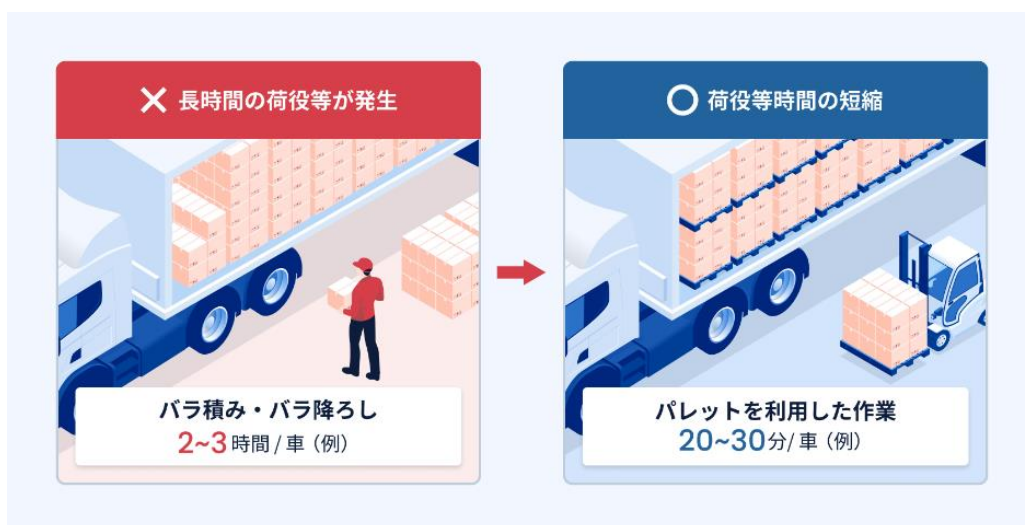 × 長時間の荷役等が発生
バラ積み・バラ降ろし
2~3時間 / 車（例）
○ 荷役等時間の短縮
パレットを利用した作業
20~30分/ 車（例）